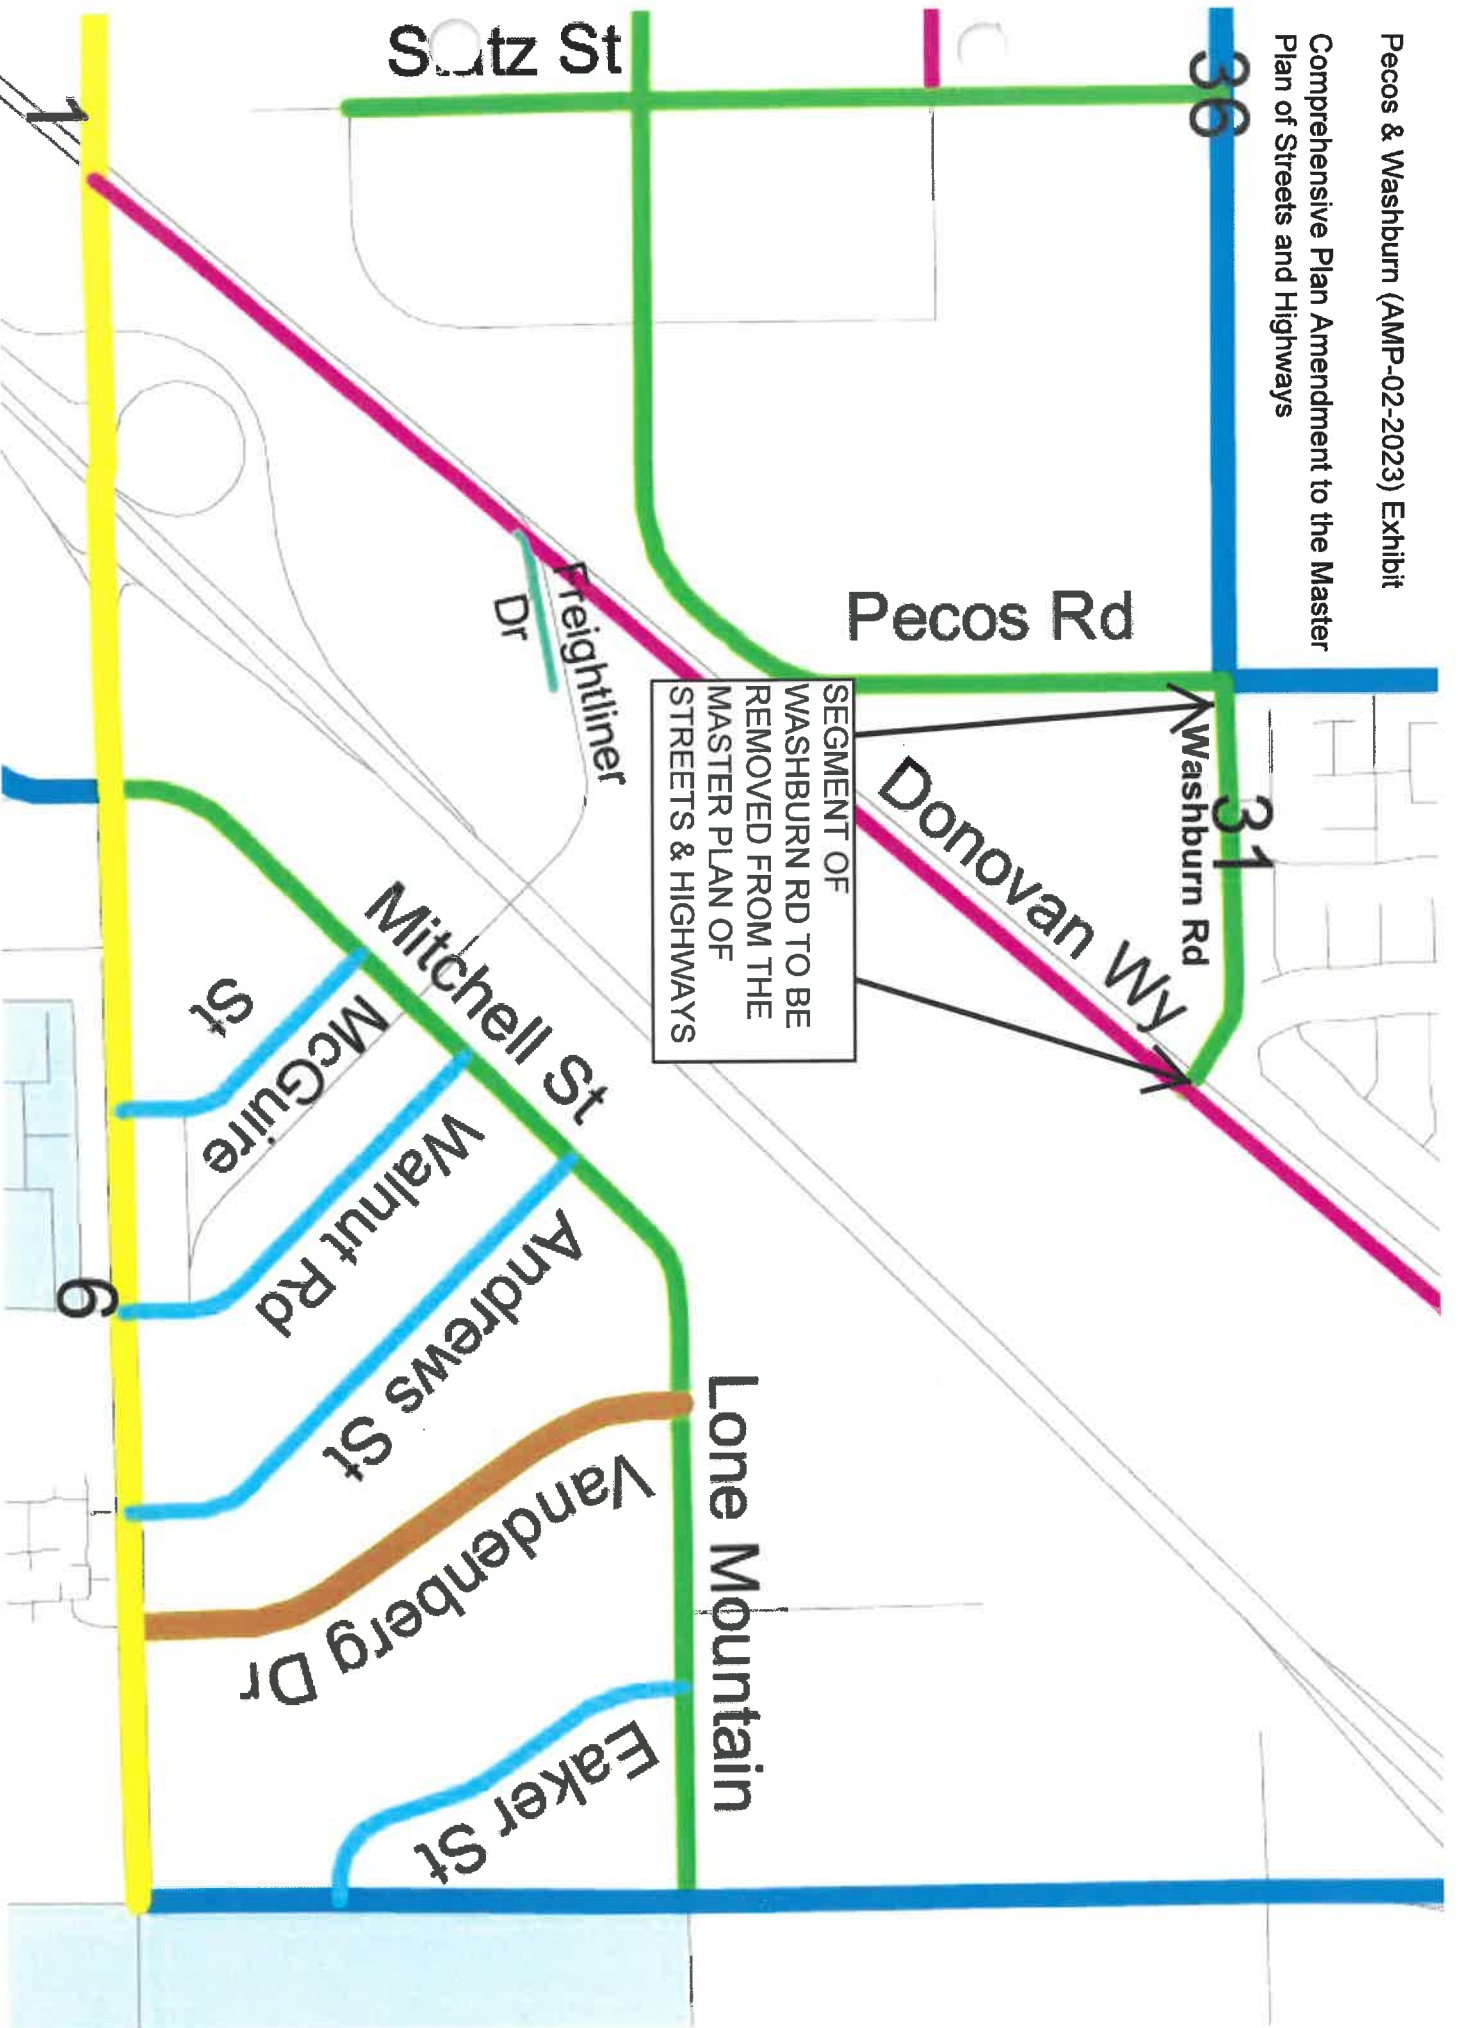 Pecos & Washburn (AMP-02-2023) Exhibit
Comprehensive Plan Amendment to the Master
Plan of Streets and Highways
36
31
Washburn Rd
Pecos Rd
Donovan Wy
SEGMENT OF
WASHBURN RD TO BE
REMOVED FROM THE
MASTER PLAN OF
STREETS & HIGHWAYS
St
Freightliner
Dr
Lone Mountain
Mitchell St
McGuire
St
Walnut Rd
Andrews St
Vandenberg Dr
Eaker St
1
6